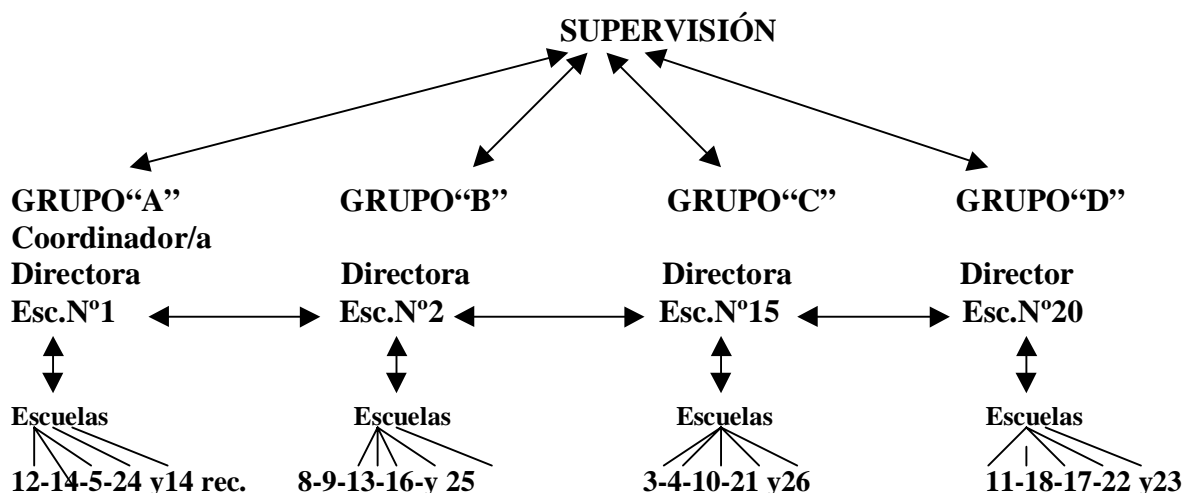 SUPERVISIÓN
GRUPO“A” GRUPO“B” GRUPO“C” GRUPO“D”
Coordinador/a
Directora Directora Directora Director
Esc.Nº1 Esc.Nº2 Esc.Nº15 Esc.Nº20
Escuelas Escuelas Escuelas Escuelas
12-14-5-24 y14 rec. 8-9-13-16-y 25 3-4-10-21 y26 11-18-17-22 y23